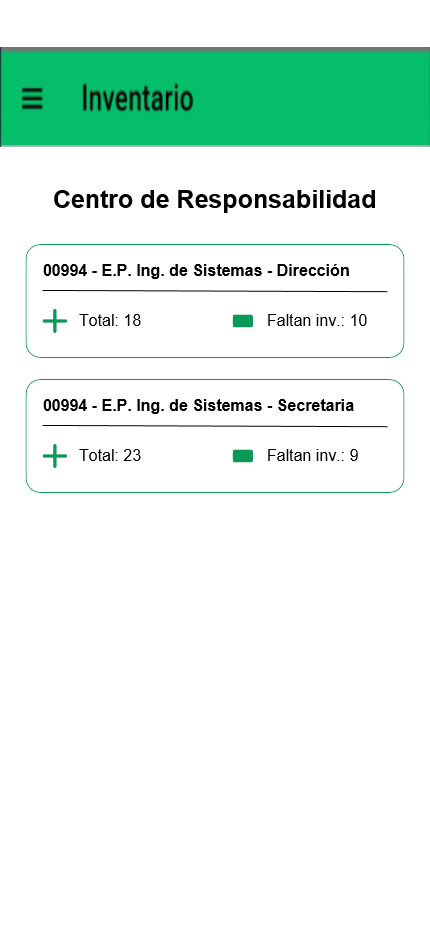 Inventario
Centro de Responsabilidad
00994 - E.P. Ing. de Sistemas - Dirección
Total: 18 Faltan inv.: 10
00994 - E.P. Ing. de Sistemas - Secretaria
Total: 23 Faltan inv.: 9